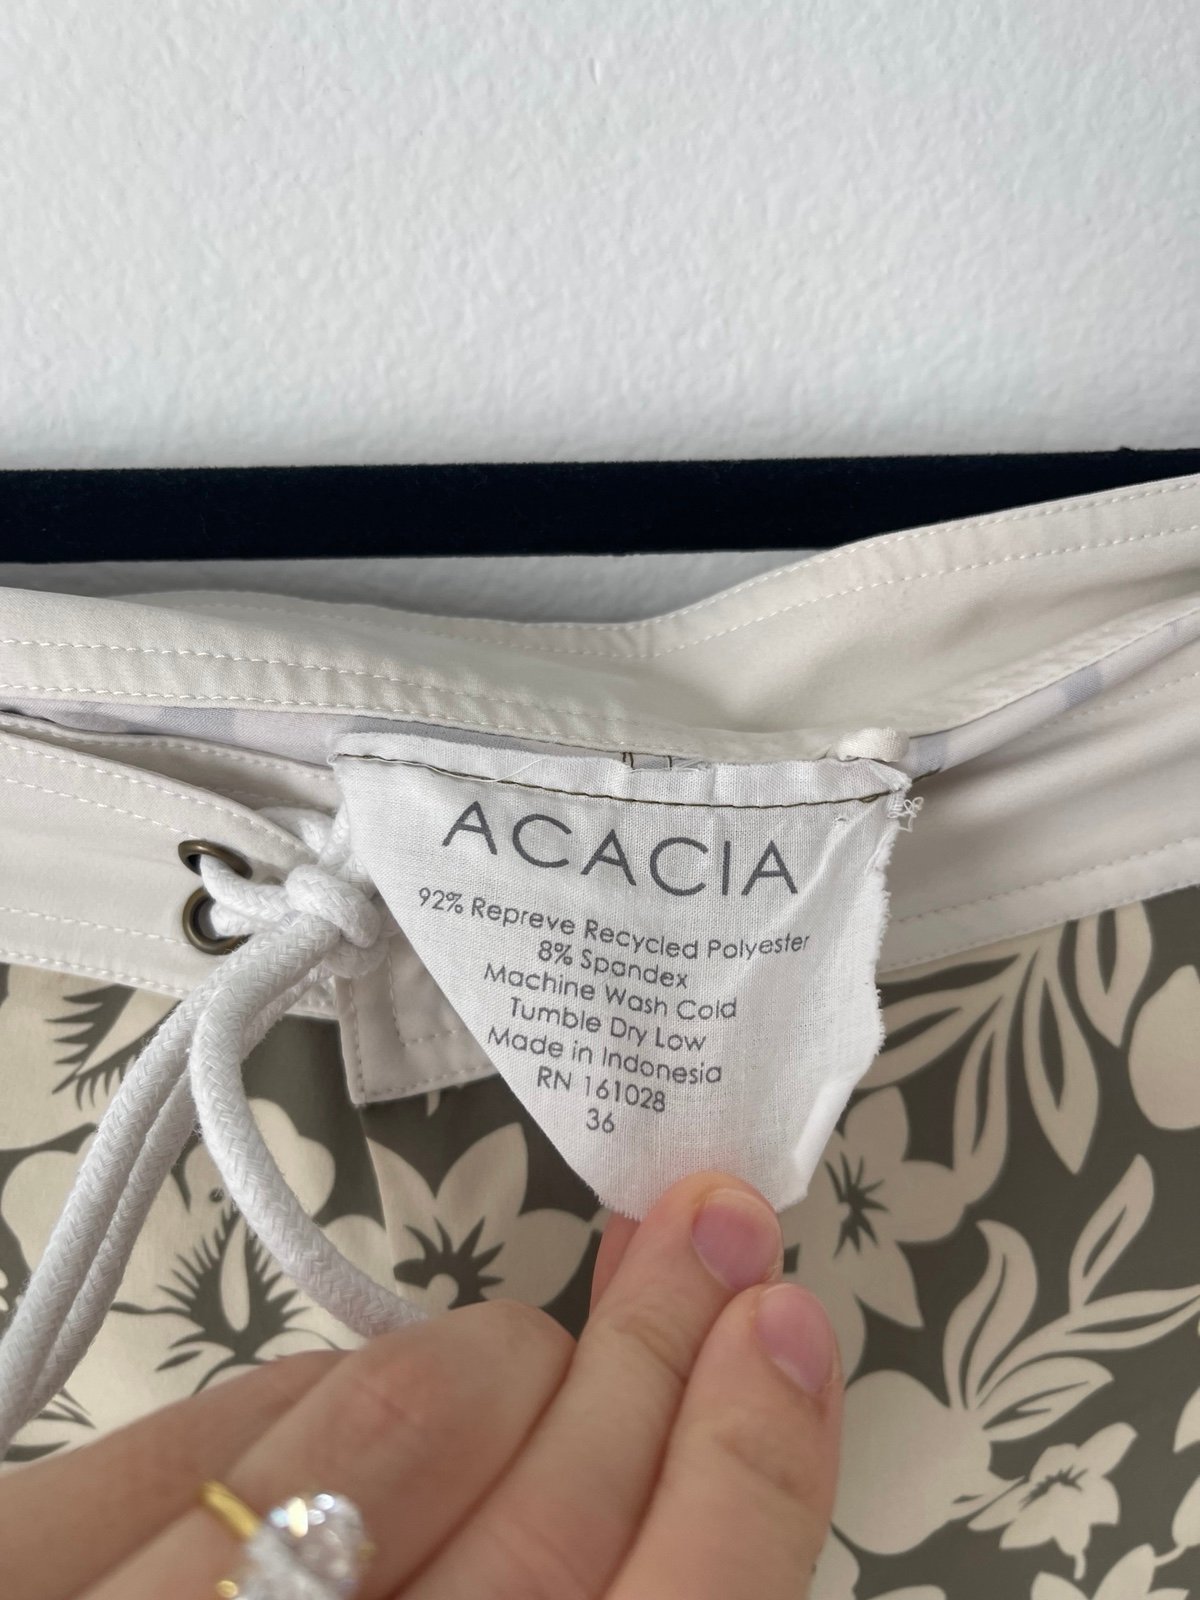 ACACIA
92% Repreve Recycled Polyester
8% Spandex
Machine Wash Cold
Tumble Dry Low
Made in Indonesia
RN 161028
36